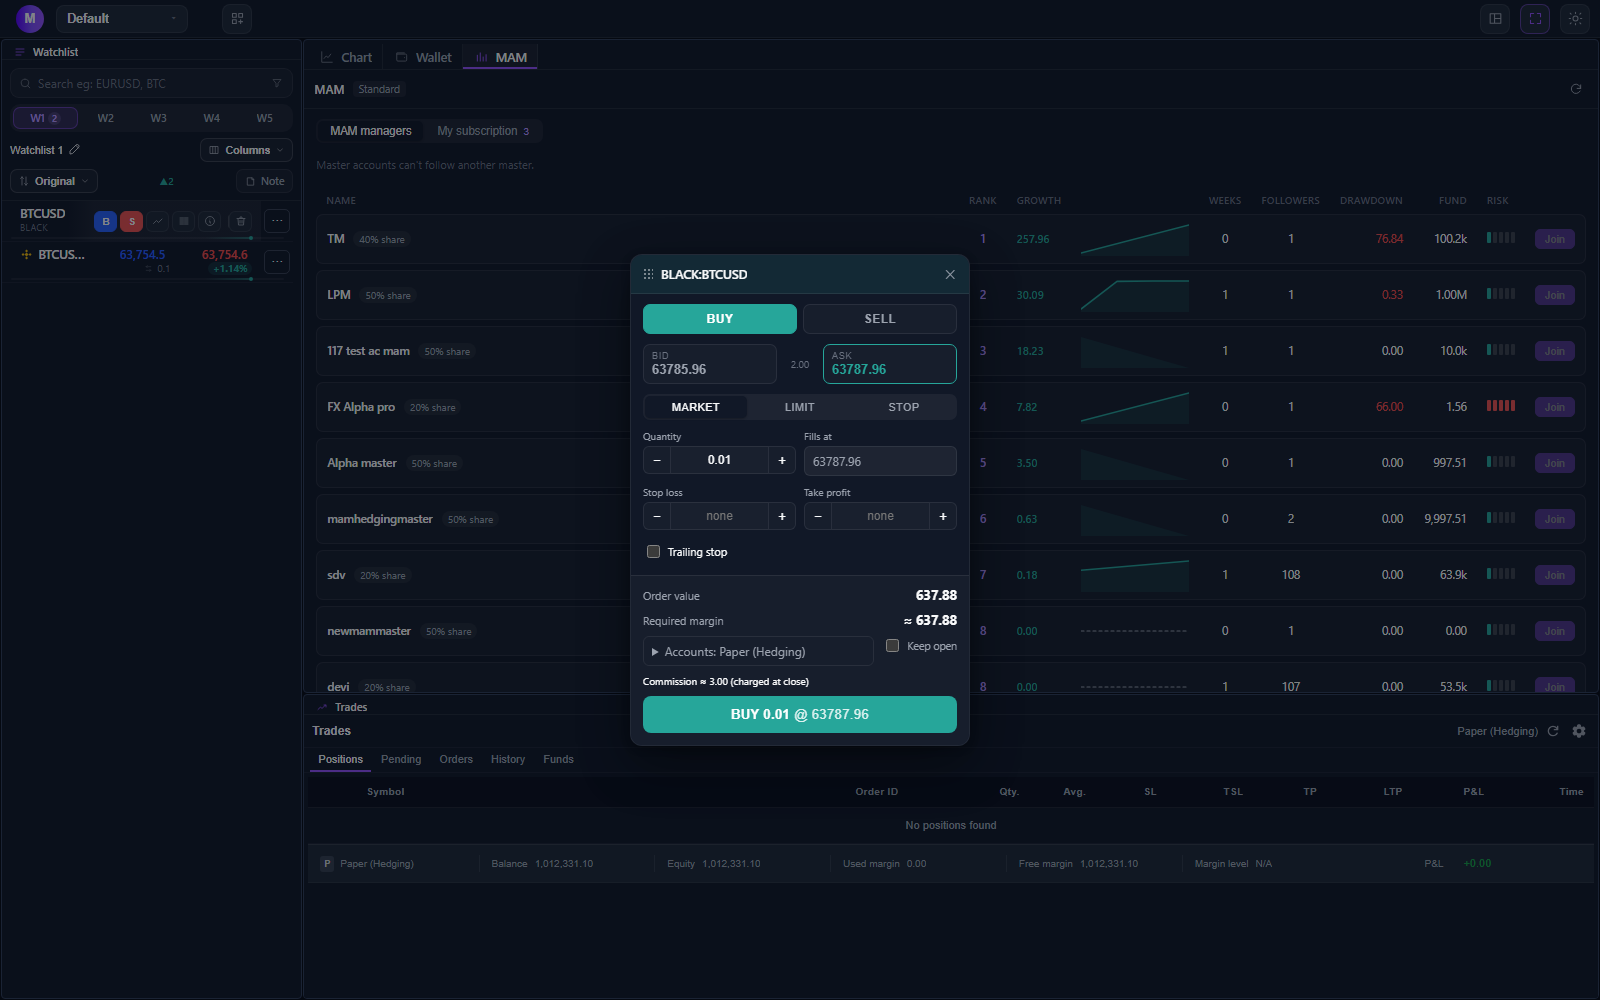 M Default
Watchlist
Search eg: EURUSD, BTC
W1 2 W2 W3 W4 W5
Watchlist 1 Columns
Original ▲2 Note
BTCUSD B S ...
BLACK
BTCUS... 63,754.5 63,754.6 ...
0.1 +1.14%
Chart Wallet MAM
MAM Standard
MAM managers My subscription 3
Master accounts can't follow another master.
NAME RANK GROWTH WEEKS FOLLOWERS DRAWDOWN FUND RISK
TM 40% share 1 257.96 0 1 76.84 100.2k Join
LPM 50% share 2 30.09 1 1 0.33 1.00M Join
117 test ac mam 50% share 3 18.23 1 1 0.00 10.0k Join
FX Alpha pro 20% share 4 7.82 0 1 66.00 1.56 Join
Alpha master 50% share 5 3.50 0 1 0.00 997.51 Join
mamhedgingmaster 50% share 6 0.63 0 2 0.00 9,997.51 Join
sdv 20% share 7 0.18 1 108 0.00 63.9k Join
newmammaster 50% share 8 0.00 0 1 0.00 0.00 Join
devi 20% share 8 0.00 1 107 0.00 53.5k Join
BLACK:BTCUSD
BUY SELL
BID ASK
63785.96 2.00 63787.96
MARKET LIMIT STOP
Quantity Fills at
− 0.01 + 63787.96
Stop loss Take profit
− none + − none +
Trailing stop
Order value 637.88
Required margin ≈ 637.88
▶ Accounts: Paper (Hedging) Keep open
Commission ≈ 3.00 (charged at close)
BUY 0.01 @ 63787.96
Trades
Trades Paper (Hedging)
Positions Pending Orders History Funds
Symbol Order ID Qty. Avg. SL TSL TP LTP P&L Time
No positions found
P Paper (Hedging) Balance 1,012,331.10 Equity 1,012,331.10 Used margin 0.00 Free margin 1,012,331.10 Margin level N/A P&L +0.00